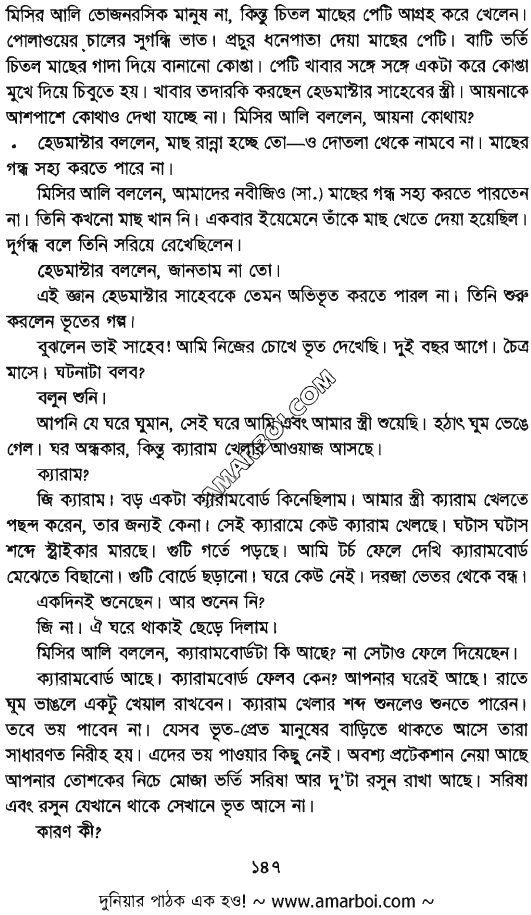 মিসির আলি ভোজনরসিক মানুষ না, কিন্তু চিতল মাছের পেটি আগ্রহ করে খেলেন।
পোলাওয়ের চালের সুগন্ধি ভাত। প্রচুর ধনেপাতা দেয়া মাছের পেটি। বাটি ভর্তি
চিতল মাছের গাদা দিয়ে বানানো কোপ্তা। পেটি খাবার সঙ্গে সঙ্গে একটা করে কোপ্তা
মুখে দিয়ে চিবুতে হয়। খাবার তদারকি করছেন হেডমাস্টার সাহেবের স্ত্রী। আয়নাকে
আশপাশে কোথাও দেখা যাচ্ছে না। মিসির আলি বললেন, আয়না কোথায়?
হেডমাস্টার বললেন, মাছ রান্না হচ্ছে তো—ও দোতলা থেকে নামবে না। মাছের
গন্ধ সহ্য করতে পারে না।
মিসির আলি বললেন, আমাদের নবীজিও (সা.) মাছের গন্ধ সহ্য করতে পারতেন
না। তিনি কখনো মাছ খান নি। একবার ইয়েমেনে তাঁকে মাছ খেতে দেয়া হয়েছিল।
দুর্গন্ধ বলে তিনি সরিয়ে রেখেছিলেন।
হেডমাস্টার বললেন, জানতাম না তো।
এই জ্ঞান হেডমাস্টার সাহেবকে তেমন অভিভূত করতে পারল না। তিনি শুরু
করলেন ভূতের গল্প।
বুঝলেন ভাই সাহেব! আমি নিজের চোখে ভূত দেখেছি। দুই বছর আগে। চৈত্র
মাসে। ঘটনাটা বলব?
বলুন শুনি।
আপনি যে ঘরে ঘুমান, সেই ঘরে আমি এবং আমার স্ত্রী শুয়েছি। হঠাৎ ঘুম ভেঙে
গেল। ঘর অন্ধকার, কিন্তু ক্যারাম খেলার আওয়াজ আসছে।
ক্যারাম?
জি ক্যারাম। বড় একটা ক্যারামবোর্ড কিনেছিলাম। আমার স্ত্রী ক্যারাম খেলতে
পছন্দ করেন, তার জন্যই কেনা। সেই ক্যারামে কেউ ক্যারাম খেলছে। ঘটাস ঘটাস
শব্দে স্ট্রাইকার মারছে। গুটি গর্তে পড়ছে। আমি টর্চ ফেলে দেখি ক্যারামবোর্ড
মেঝেতে বিছানো। গুটি বোর্ডে ছড়ানো। ঘরে কেউ নেই। দরজা ভেতর থেকে বন্ধ।
একদিনই শুনেছেন। আর শুনেন নি?
জি না। ঐ ঘরে থাকাই ছেড়ে দিলাম।
মিসির আলি বললেন, ক্যারামবোর্ডটা কি আছে? না সেটাও ফেলে দিয়েছেন।
ক্যারামবোর্ড আছে। ক্যারামবোর্ড ফেলব কেন? আপনার ঘরেই আছে। রাতে
ঘুম ভাঙলে একটু খেয়াল রাখবেন। ক্যারাম খেলার শব্দ শুনলেও শুনতে পারেন।
তবে ভয় পাবেন না। যেসব ভূত-প্রেত মানুষের বাড়িতে থাকতে আসে তারা
সাধারণত নিরীহ হয়। এদের ভয় পাওয়ার কিছু নেই। অবশ্য প্রটেকশান নেয়া আছে
আপনার তোশকের নিচে মোজা ভর্তি সরিষা আর দু'টা রসুন রাখা আছে। সরিষা
এবং রসুন যেখানে থাকে সেখানে ভূত আসে না।
কারণ কী?
১৪৭
দুনিয়ার পাঠক এক হও! ~ www.amarboi.com ~
AMARBOI.COM